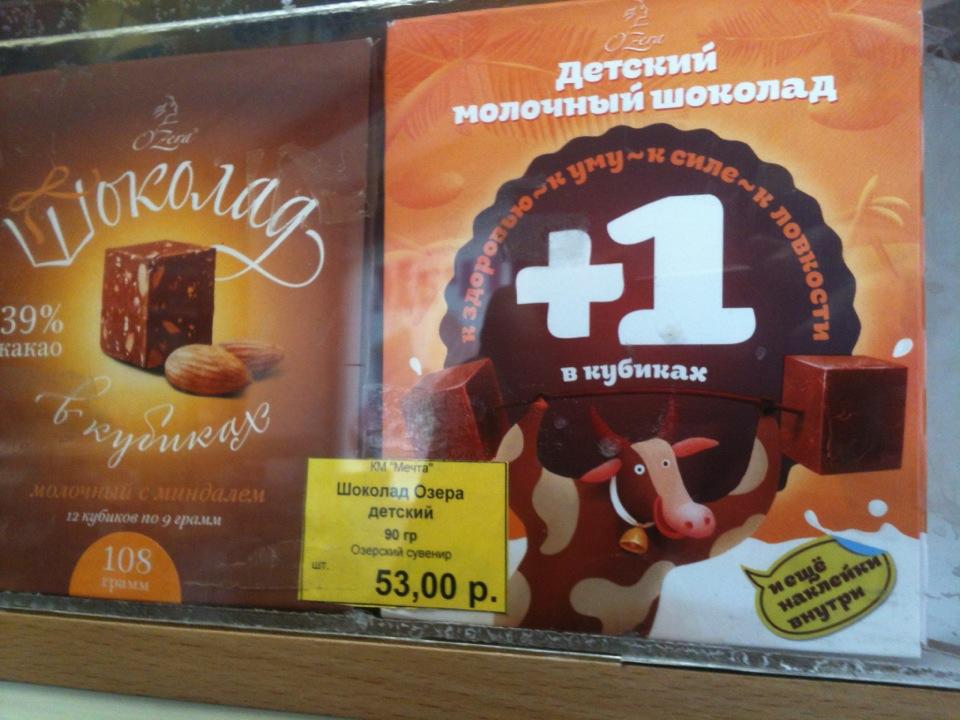 O'Zera
Шоколад
39%
какао
в кубиках
молочный с миндалем
12 кубиков по 9 грамм
108
грамм
КМ "Мечта"
Шоколад Озера
детский
90 гр
Озерский сувенир
шт.
53,00 р.
O'Zera
Детский
молочный шоколад
к здоровью~к уму~к силе~к ловкости
+1
в кубиках
и ещё
наклейки
внутри